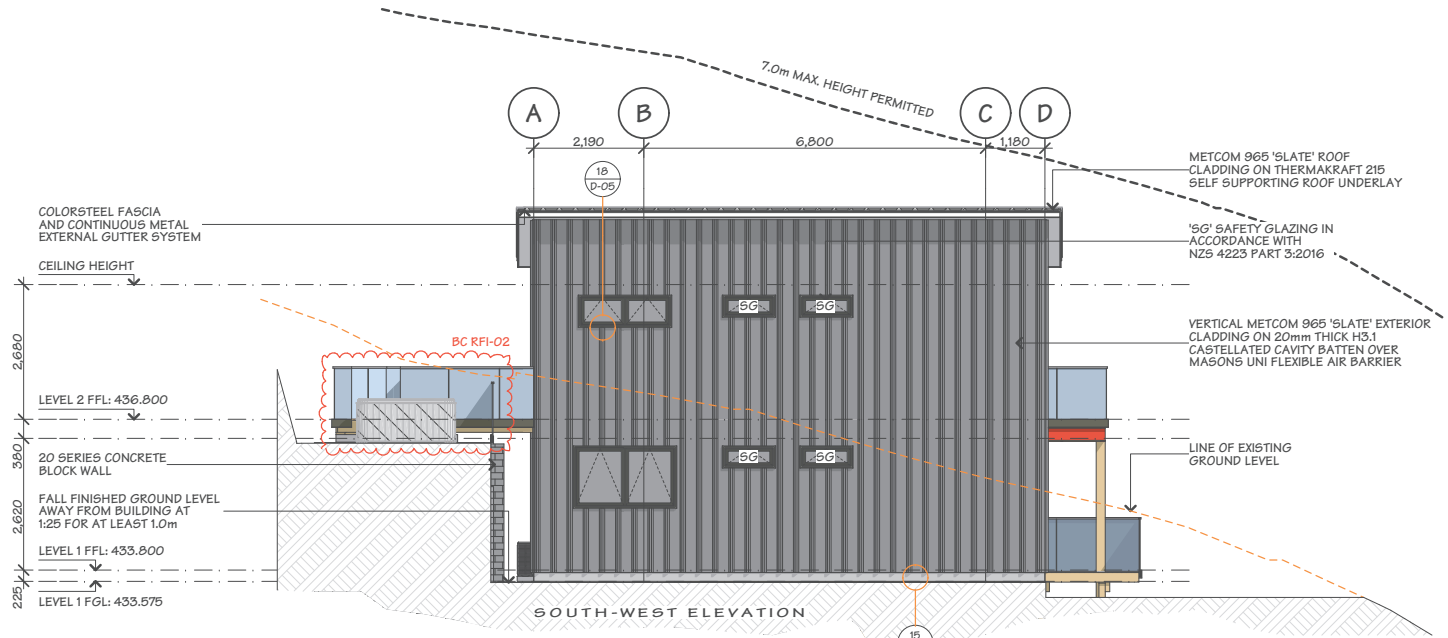 7.0m MAX. HEIGHT PERMITTED
A
B
C
D
2,190
6,800
1,180
18
D-05
METCOM 965 'SLATE' ROOF
CLADDING ON THERMAKRAFT 215
SELF SUPPORTING ROOF UNDERLAY
COLORSTEEL FASCIA
AND CONTINUOUS METAL
EXTERNAL GUTTER SYSTEM
'SG' SAFETY GLAZING IN
ACCORDANCE WITH
NZS 4223 PART 3:2016
CEILING HEIGHT
SG
SG
VERTICAL METCOM 965 'SLATE' EXTERIOR
CLADDING ON 20mm THICK H3.1
CASTELLATED CAVITY BATTEN OVER
MASONS UNI FLEXIBLE AIR BARRIER
BC RFI-02
2,680
LEVEL 2 FFL: 436.800
380
20 SERIES CONCRETE
BLOCK WALL
SG
SG
LINE OF EXISTING
GROUND LEVEL
FALL FINISHED GROUND LEVEL
AWAY FROM BUILDING AT
1:25 FOR AT LEAST 1.0m
2,620
LEVEL 1 FFL: 433.800
225
LEVEL 1 FGL: 433.575
SOUTH-WEST ELEVATION
15